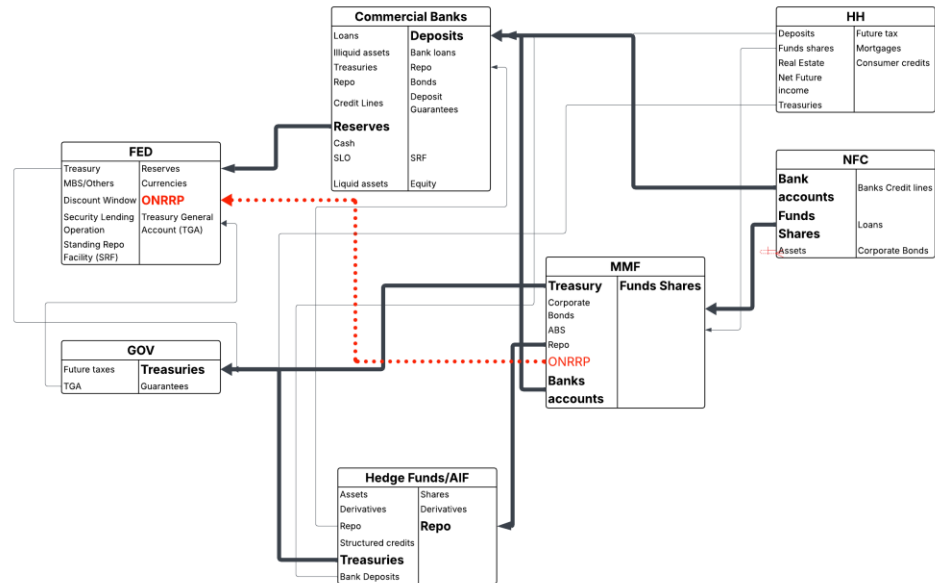 Commercial Banks
Loans
Deposits
Illiquid assets
Bank loans
Treasuries
Repo
Repo
Bonds
Credit Lines
Deposit
Guarantees
Reserves
Cash
SLO
SRF
Liquid assets
Equity
HH
Deposits
Future tax
Funds shares
Mortgages
Real Estate
Consumer credits
Net Future
income
Treasuries
FED
Treasury
Reserves
MBS/Others
Currencies
Discount Window
ONRRP
Security Lending
Operation
Treasury General
Account (TGA)
Standing Repo
Facility (SRF)
NFC
Bank
accounts
Banks Credit lines
Funds
Shares
Loans
Assets
Corporate Bonds
MMF
Treasury
Funds Shares
Corporate
Bonds
ABS
Repo
ONRRP
Banks
accounts
GOV
Future taxes
Treasuries
TGA
Guarantees
Hedge Funds/AIF
Assets
Shares
Derivatives
Derivatives
Repo
Repo
Structured credits
Treasuries
Bank Deposits